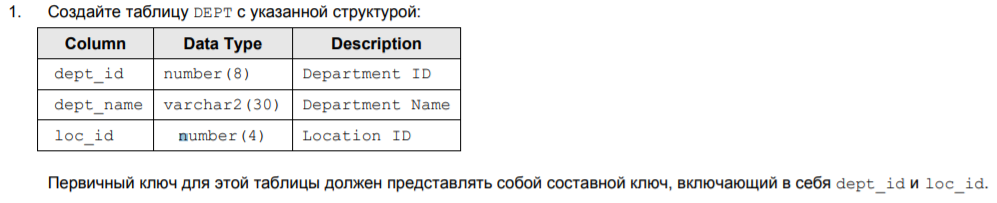 1. Создайте таблицу DEPT с указанной структурой:
Column Data Type Description
dept_id number(8) Department ID
dept_name varchar2(30) Department Name
loc_id number(4) Location ID
Первичный ключ для этой таблицы должен представлять собой составной ключ, включающий в себя dept_id и loc_id.